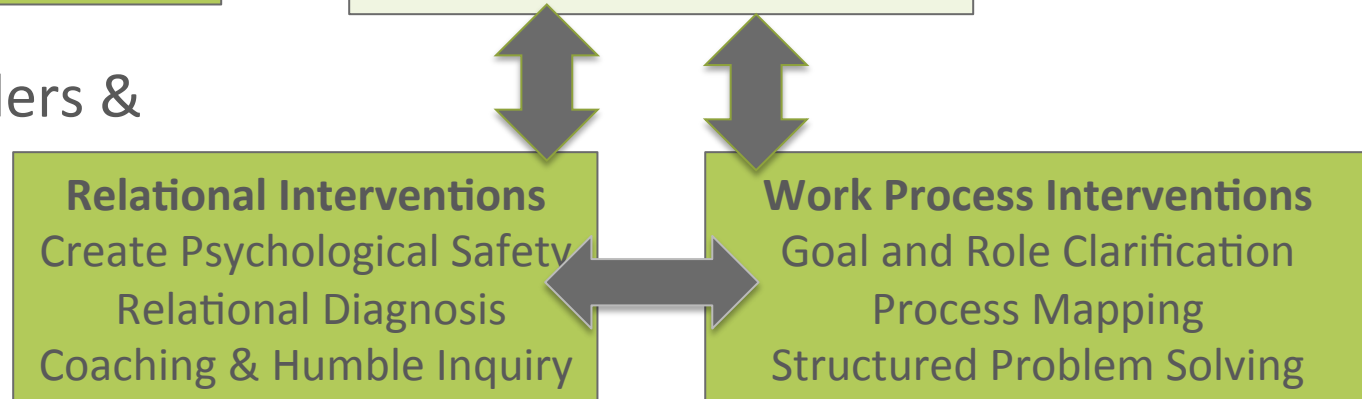 &
Relational Interventions
Create Psychological Safety
Relational Diagnosis
Coaching & Humble Inquiry
Work Process Interventions
Goal and Role Clarification
Process Mapping
Structured Problem Solving